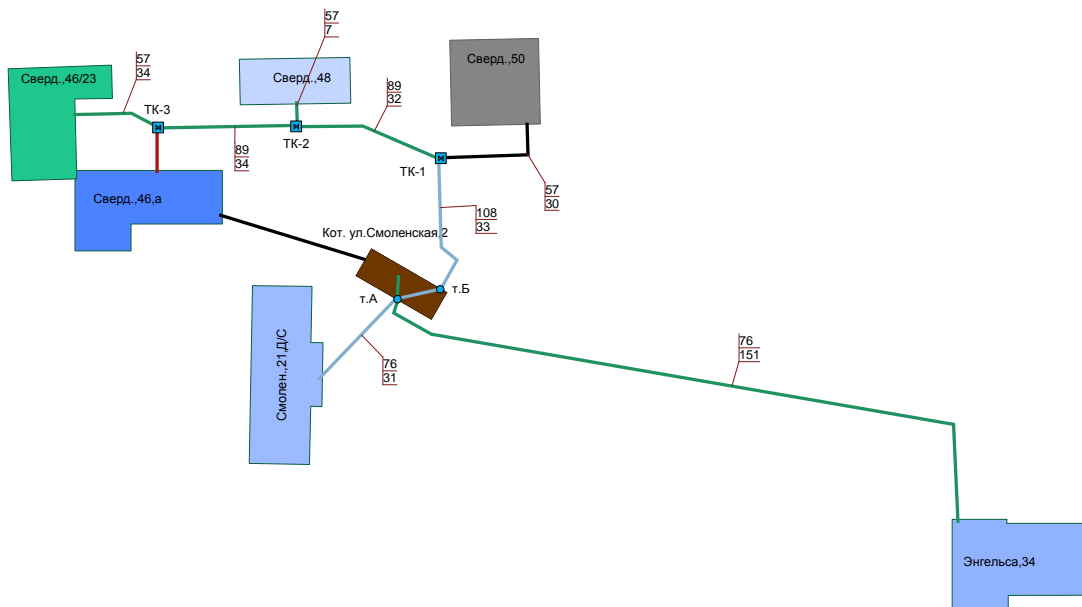 57
7
Сверд.,50
57
34
Сверд.,46/23
Сверд.,48
89
32
ТК-3
ТК-2
89
34
ТК-1
57
30
Сверд.,46,а
108
33
Кот. ул.Смоленская,2
т.Б
т.А
Смолен.,21,Д/С
76
31
76
151
Энгельса,34